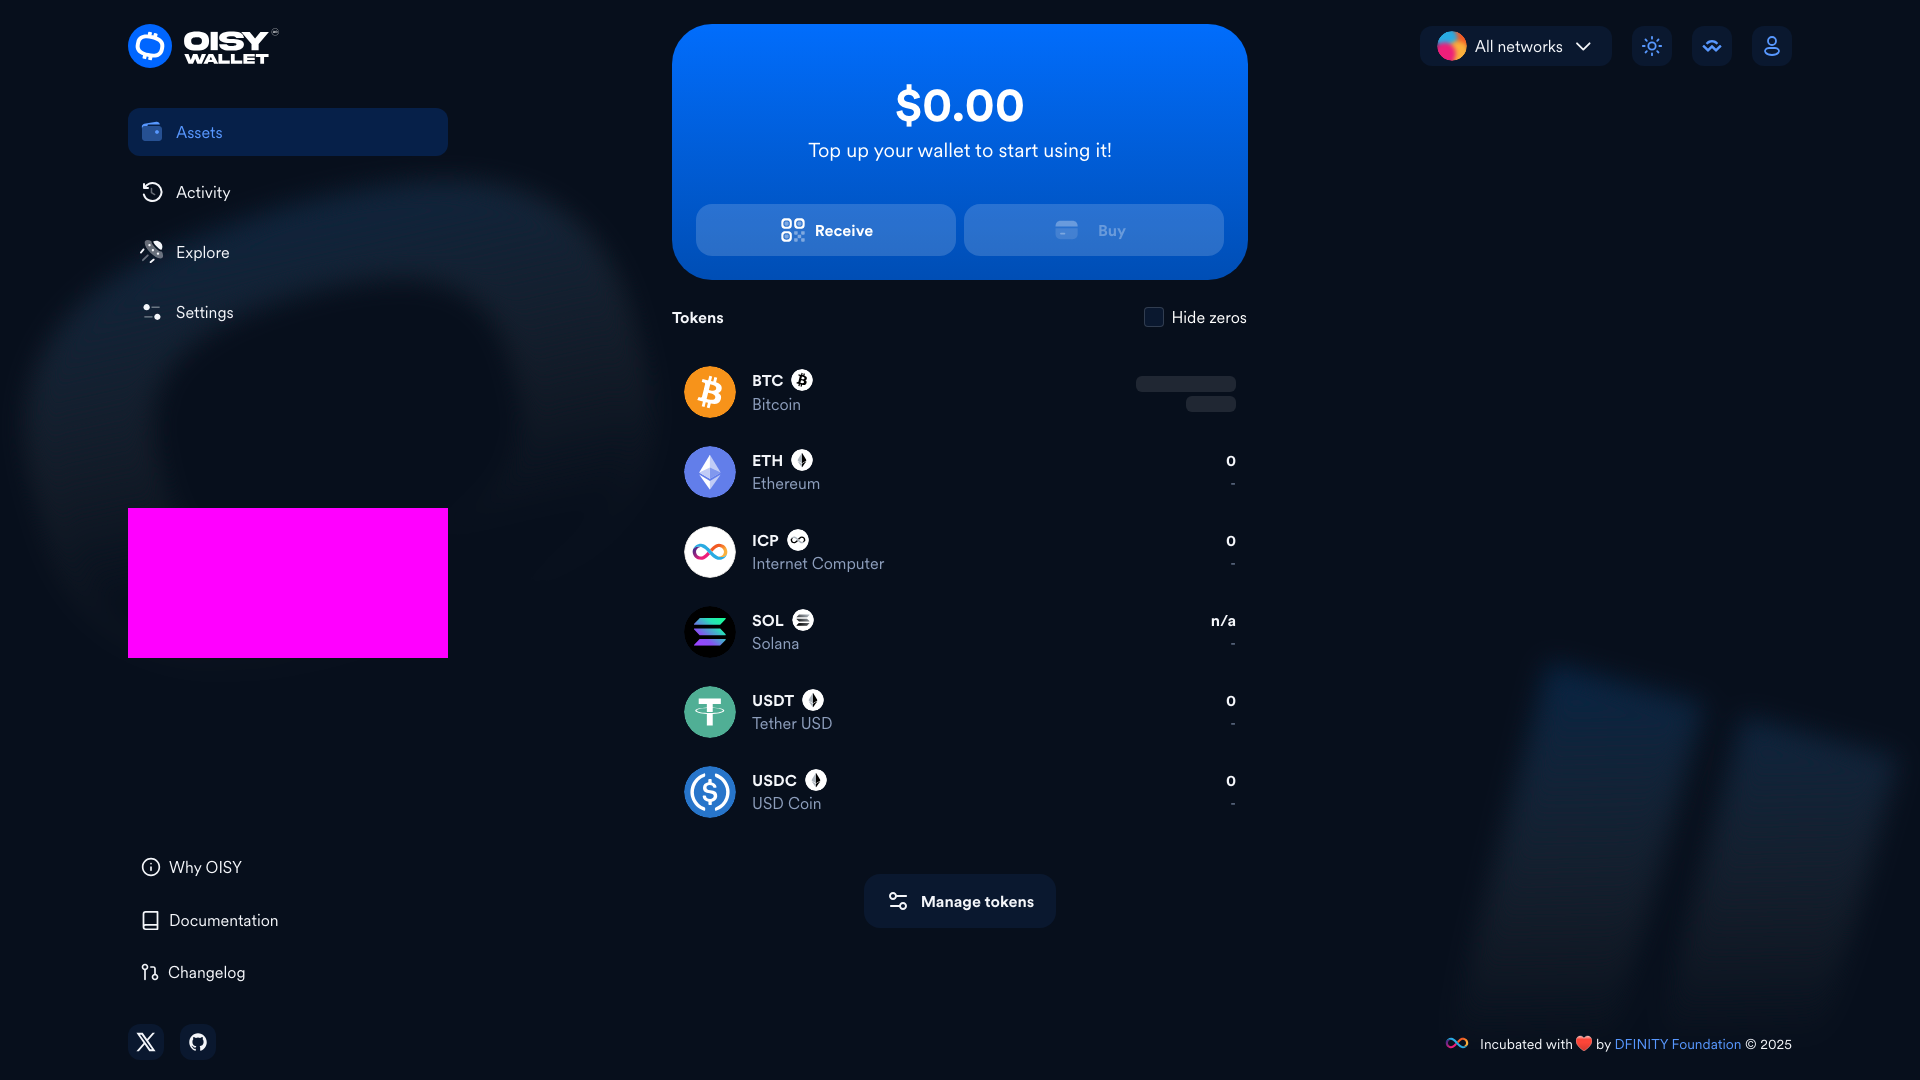 OISY
WALLET
All networks
Assets
Activity
Explore
Settings
$0.00
Top up your wallet to start using it!
Receive
Buy
Tokens
Hide zeros
BTC
Bitcoin
ETH
0
Ethereum
-
ICP
0
Internet Computer
-
SOL
n/a
Solana
-
USDT
0
Tether USD
-
USDC
0
USD Coin
-
Manage tokens
Why OISY
Documentation
Changelog
Incubated with ❤️ by DFINITY Foundation © 2025